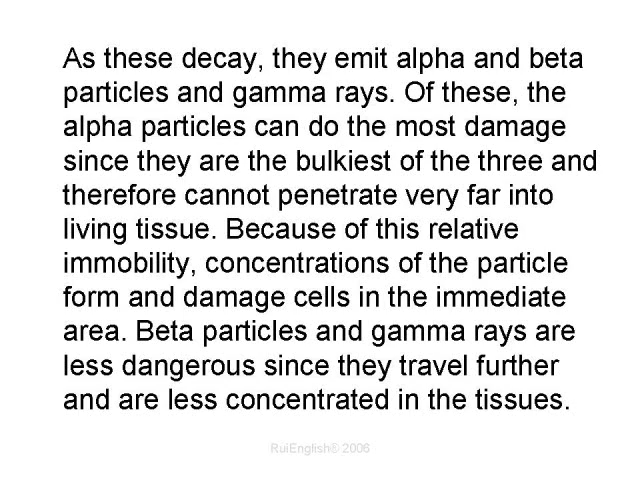 As these decay, they emit alpha and beta
particles and gamma rays. Of these, the
alpha particles can do the most damage
since they are the bulkiest of the three and
therefore cannot penetrate very far into
living tissue. Because of this relative
immobility, concentrations of the particle
form and damage cells in the immediate
area. Beta particles and gamma rays are
less dangerous since they travel further
and are less concentrated in the tissues.
RuiEnglish® 2006